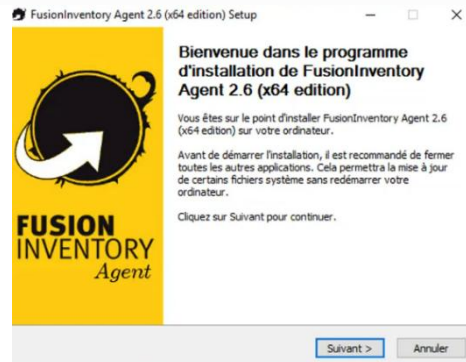 FusionInventory Agent 2.6 (x64 edition) Setup
Bienvenue dans le programme
d'installation de FusionInventory
Agent 2.6 (x64 edition)
Vous êtes sur le point d'installer FusionInventory Agent 2.6
(x64 edition) sur votre ordinateur.
Avant de démarrer l'installation, il est recommandé de fermer
toutes les autres applications. Cela permettra la mise à jour
de certains fichiers système sans redémarrer votre
ordinateur.
Cliquez sur Suivant pour continuer.
FUSION
INVENTORY
Agent
Suivant >
Annuler